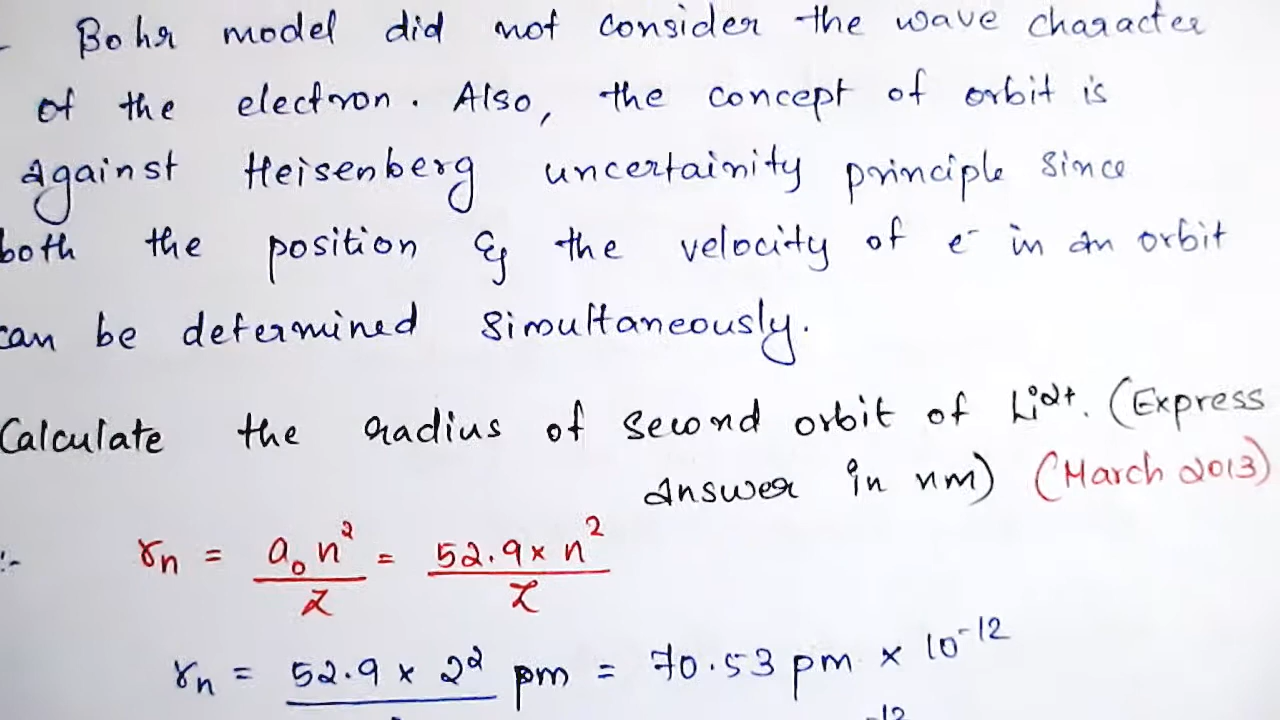 - Bohr model did not consider the wave character
of the electron. Also, the concept of orbit is
against Heisenberg uncertainity principle since
both the position & the velocity of e⁻ in an orbit
can be determined simultaneously.
Calculate the radius of second orbit of Li²⁺. (Express
answer in nm) (March 2013)
:- rₙ = a₀n²/Z = 52.9 × n²/Z
rₙ = 52.9 × 2² pm = 70.53 pm × 10⁻¹²
-12